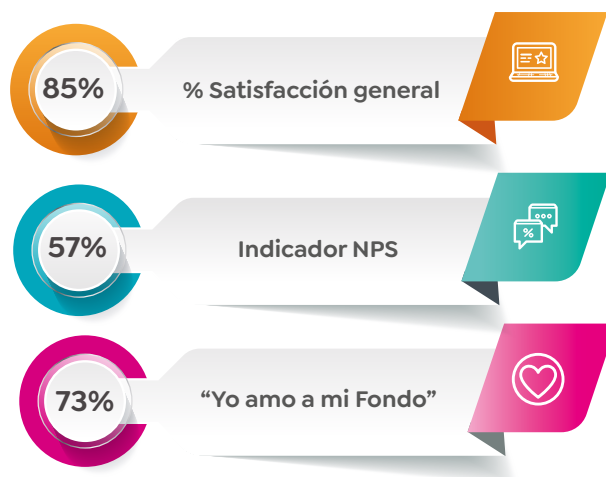 85%
% Satisfacción general
57%
%
Indicador NPS
73%
“Yo amo a mi Fondo”